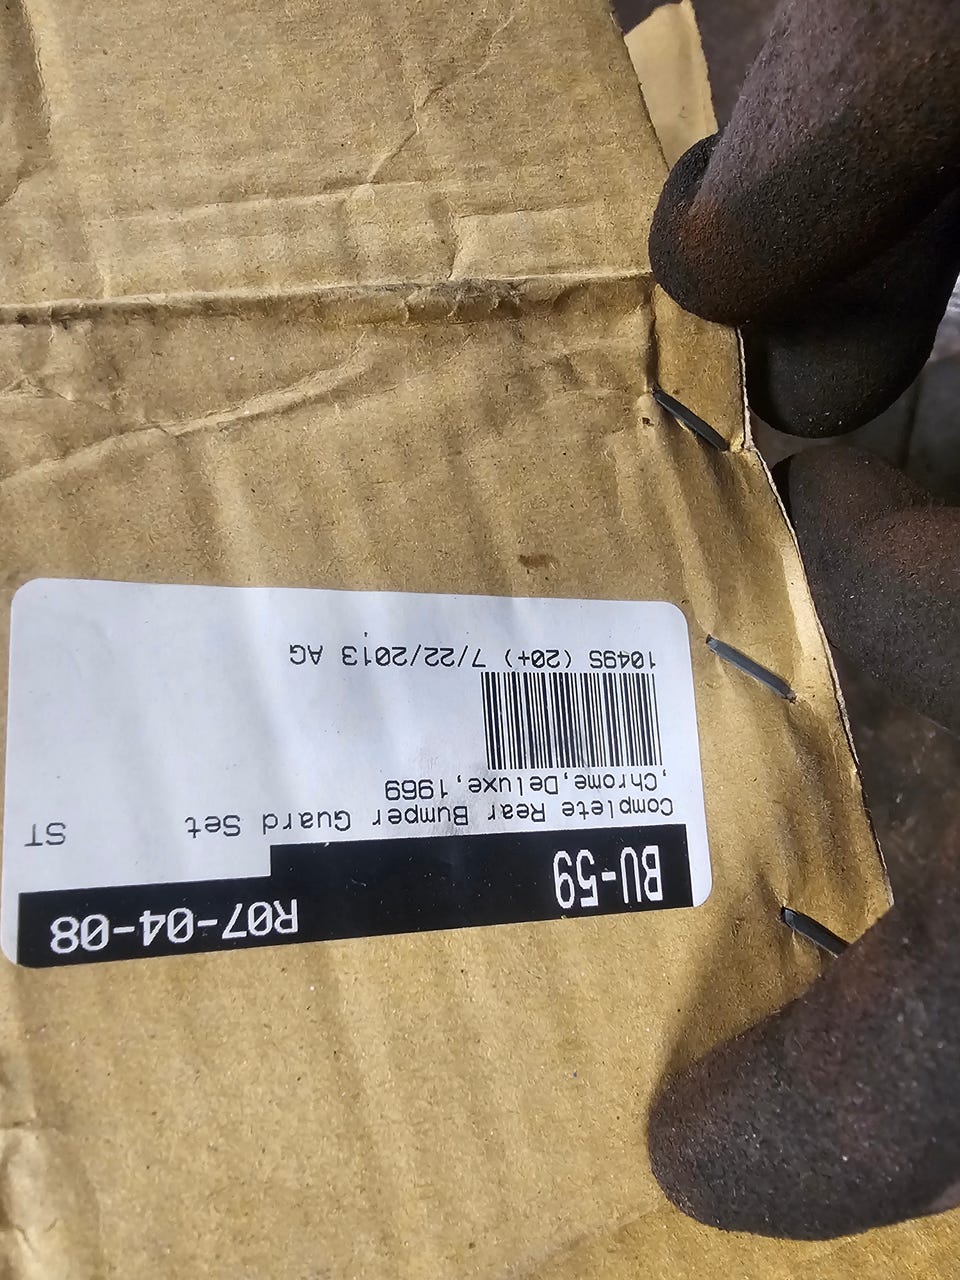 BU-59 R07-04-08
Complete Rear Bumper Guard Set ST
,Chrome,Deluxe,1969
1049S (20+) 7/22/2013 AG